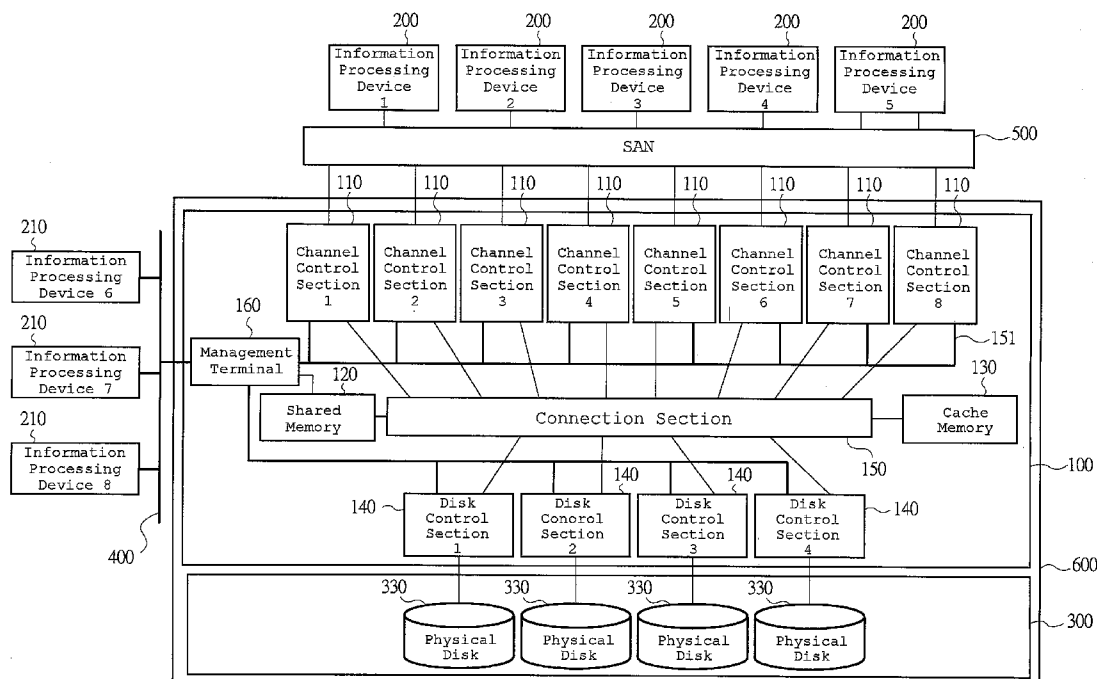 200 200 200 200 200
Information Processing Device 1
Information Processing Device 2
Information Processing Device 3
Information Processing Device 4
Information Processing Device 5
SAN
500
110 110 110 110 110 110 110 110
Channel Control Section 1
Channel Control Section 2
Channel Control Section 3
Channel Control Section 4
Channel Control Section 5
Channel Control Section 6
Channel Control Section 7
Channel Control Section 8
210
Information Processing Device 6
210
Information Processing Device 7
210
Information Processing Device 8
400
160
Management Terminal
151
120
Shared Memory
Connection Section
150
130
Cache Memory
100
140 140 140 140
Disk Control Section 1
Disk Conorol Section 2
Disk Control Section 3
Disk Control Section 4
600
330 330 330 330
Physical Disk
Physical Disk
Physical Disk
Physical Disk
300